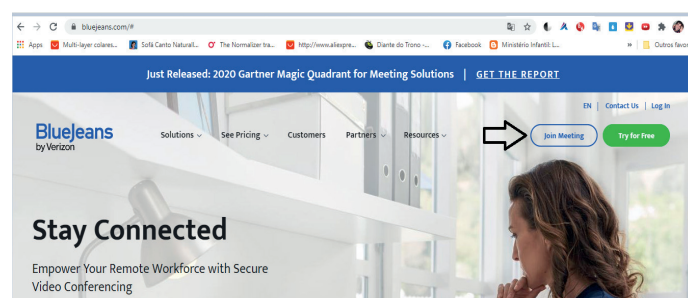 bluejeans.com/#
Apps Multi-layer colares... Sofá Canto Naturall... The Normalizer tra... http://www.aliexpre... Diante do Trono -... Facebook Ministério Infantil: L... » Outros favor
Just Released: 2020 Gartner Magic Quadrant for Meeting Solutions | GET THE REPORT
EN | Contact Us | Log In
BlueJeans
by Verizon
Solutions See Pricing Customers Partners Resources Join Meeting Try for Free
Stay Connected
Empower Your Remote Workforce with Secure
Video Conferencing